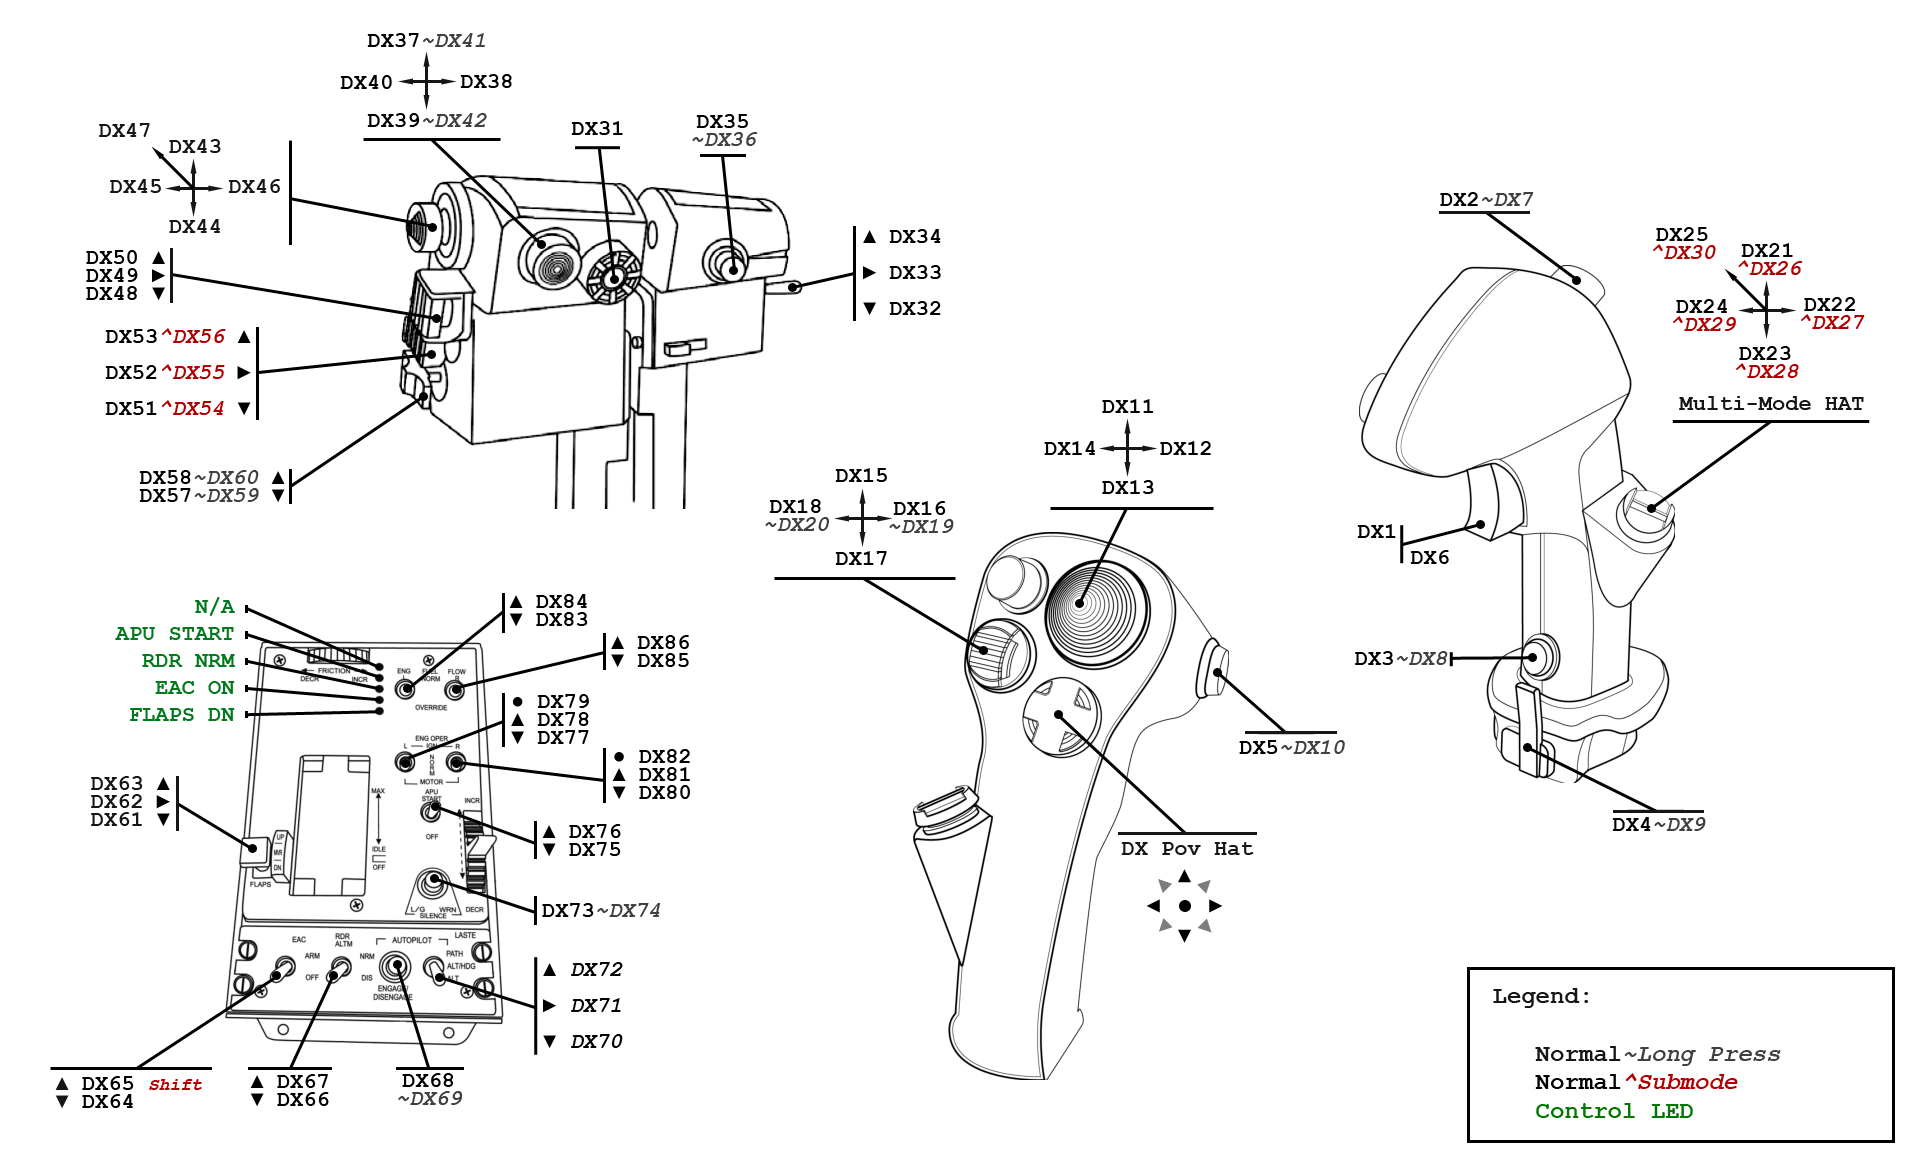 DX37~DX41
DX40
DX38
DX39~DX42
DX31
DX35
~DX36
DX47
DX43
DX45
DX46
DX44
DX50 ▲
DX49 ►
DX48 ▼
▲ DX34
► DX33
▼ DX32
DX53^DX56 ▲
DX52^DX55 ►
DX51^DX54 ▼
DX58~DX60 ▲
DX57~DX59 ▼
DX2~DX7
DX25
^DX30
DX21
^DX26
DX24
^DX29
DX22
^DX27
DX23
^DX28
Multi-Mode HAT
DX1
DX6
DX3~DX8
DX4~DX9
DX11
DX14
DX12
DX13
DX15
DX18
~DX20
DX16
~DX19
DX17
DX5~DX10
DX Pov Hat
N/A
APU START
RDR NRM
EAC ON
FLAPS DN
▲ DX84
▼ DX83
▲ DX86
▼ DX85
● DX79
▲ DX78
▼ DX77
● DX82
▲ DX81
▼ DX80
DX63 ▲
DX62 ►
DX61 ▼
▲ DX76
▼ DX75
DX73~DX74
▲ DX72
► DX71
▼ DX70
▲ DX65 Shift
▼ DX64
▲ DX67
▼ DX66
DX68
~DX69
FRICTION
DECR
INCR
ENG
L
FUEL
NORM
FLOW
R
OVERRIDE
ENG OPER
L
IGN
R
NORM
MOTOR
APU
START
OFF
MAX
IDLE
OFF
INCR
DECR
UP
MVR
DN
FLAPS
L/G
WRN
SILENCE
EAC
ARM
OFF
RDR
ALTM
NRM
DIS
AUTOPILOT
LASTE
PATH
ALT/HDG
ALT
ENGAGE/
DISENGAGE
Legend:
Normal~Long Press
Normal^Submode
Control LED